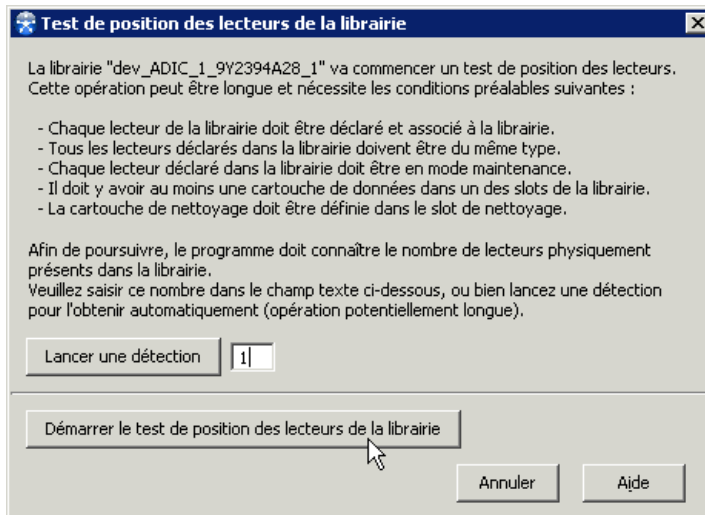 Test de position des lecteurs de la librairie
La librairie "dev_ADIC_1_9Y2394A28_1" va commencer un test de position des lecteurs.
Cette opération peut être longue et nécessite les conditions préalables suivantes :
- Chaque lecteur de la librairie doit être déclaré et associé à la librairie.
- Tous les lecteurs déclarés dans la librairie doivent être du même type.
- Chaque lecteur déclaré dans la librairie doit être en mode maintenance.
- Il doit y avoir au moins une cartouche de données dans un des slots de la librairie.
- La cartouche de nettoyage doit être définie dans le slot de nettoyage.
Afin de poursuivre, le programme doit connaître le nombre de lecteurs physiquement
présents dans la librairie.
Veuillez saisir ce nombre dans le champ texte ci-dessous, ou bien lancez une détection
pour l'obtenir automatiquement (opération potentiellement longue).
Lancer une détection 1
Démarrer le test de position des lecteurs de la librairie
Annuler Aide